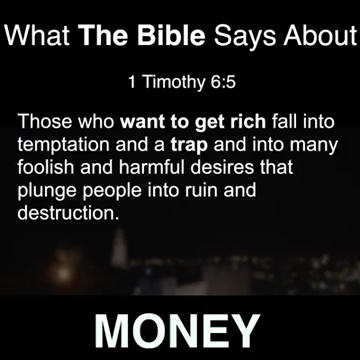 What The Bible Says About
1 Timothy 6:5
Those who want to get rich fall into
temptation and a trap and into many
foolish and harmful desires that
plunge people into ruin and
destruction.
MONEY